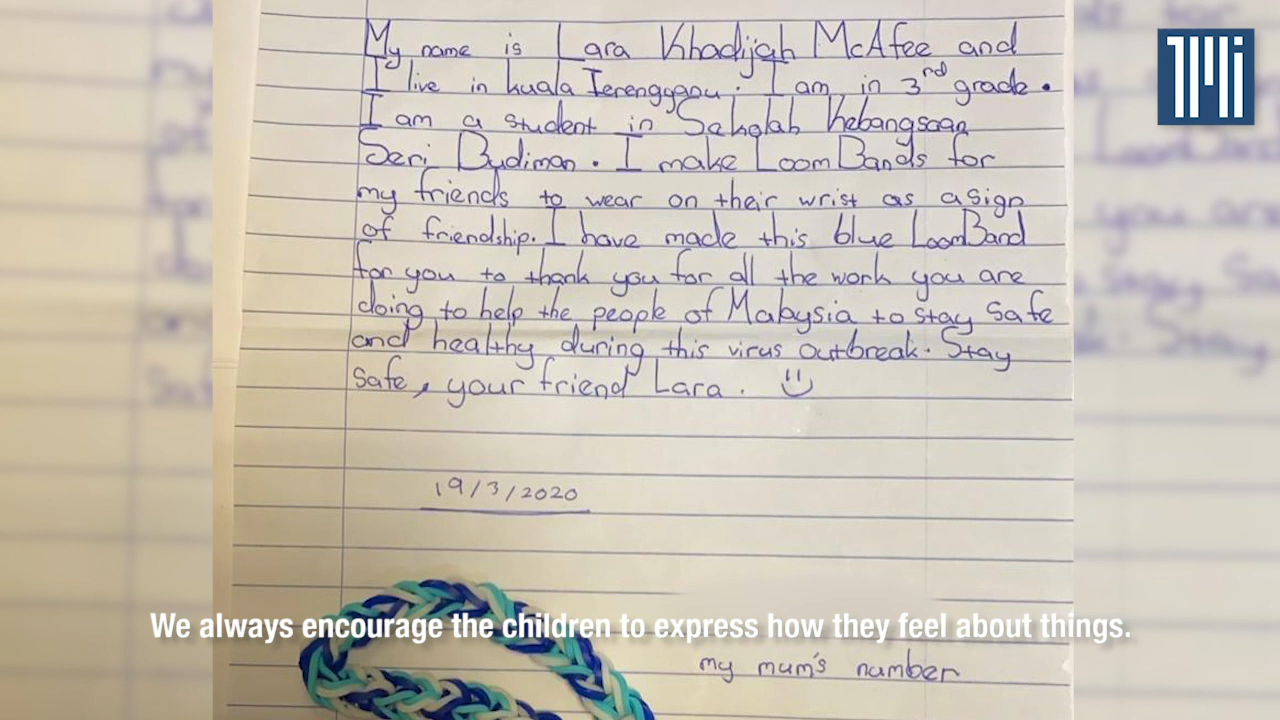 My name is Lara Khadijah McAfee and
I live in kuala Terengganu. I am in 3rd grade.
I am a student in Sekolah Kebangsaan
Seri Budiman. I make Loom Bands for
my friends to wear on their wrist as a sign
of friendship. I have made this blue LoomBand
for you to thank you for all the work you are
doing to help the people of Malaysia to stay safe
and healthy during this virus outbreak. Stay
safe, your friend Lara.
19/3/2020
We always encourage the children to express how they feel about things.
my mum's number
TMi